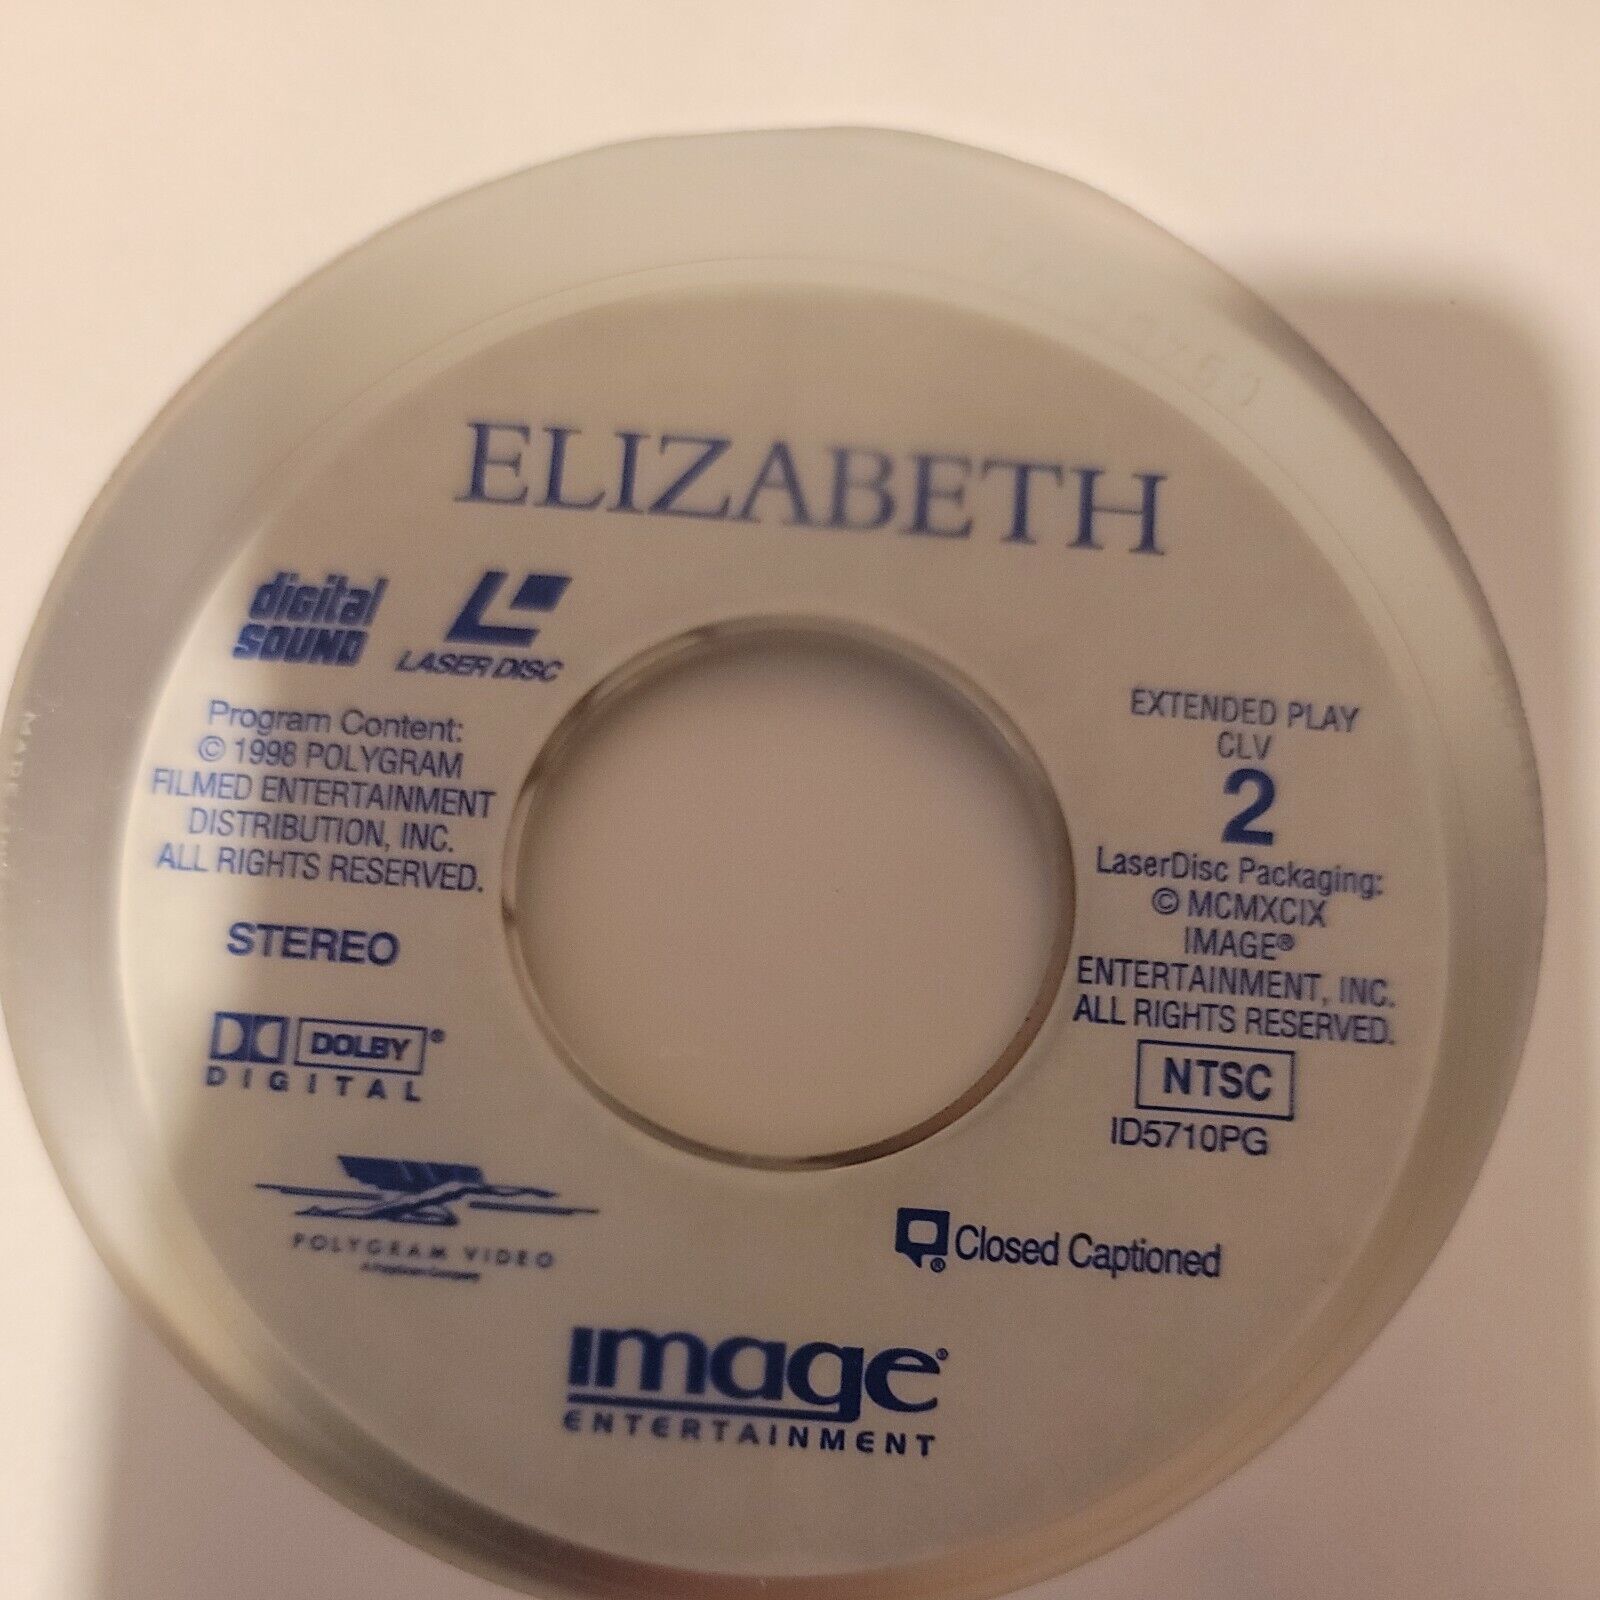 ELIZABETH
digital
SOUND
LASER DISC
Program Content:
© 1998 POLYGRAM
FILMED ENTERTAINMENT
DISTRIBUTION, INC.
ALL RIGHTS RESERVED.
STEREO
DOLBY®
DIGITAL
POLYGRAM VIDEO
A PolyGram Company
EXTENDED PLAY
CLV
2
LaserDisc Packaging:
© MCMXCIX
IMAGE®
ENTERTAINMENT, INC.
ALL RIGHTS RESERVED.
NTSC
ID5710PG
® Closed Captioned
image®
ENTERTAINMENT